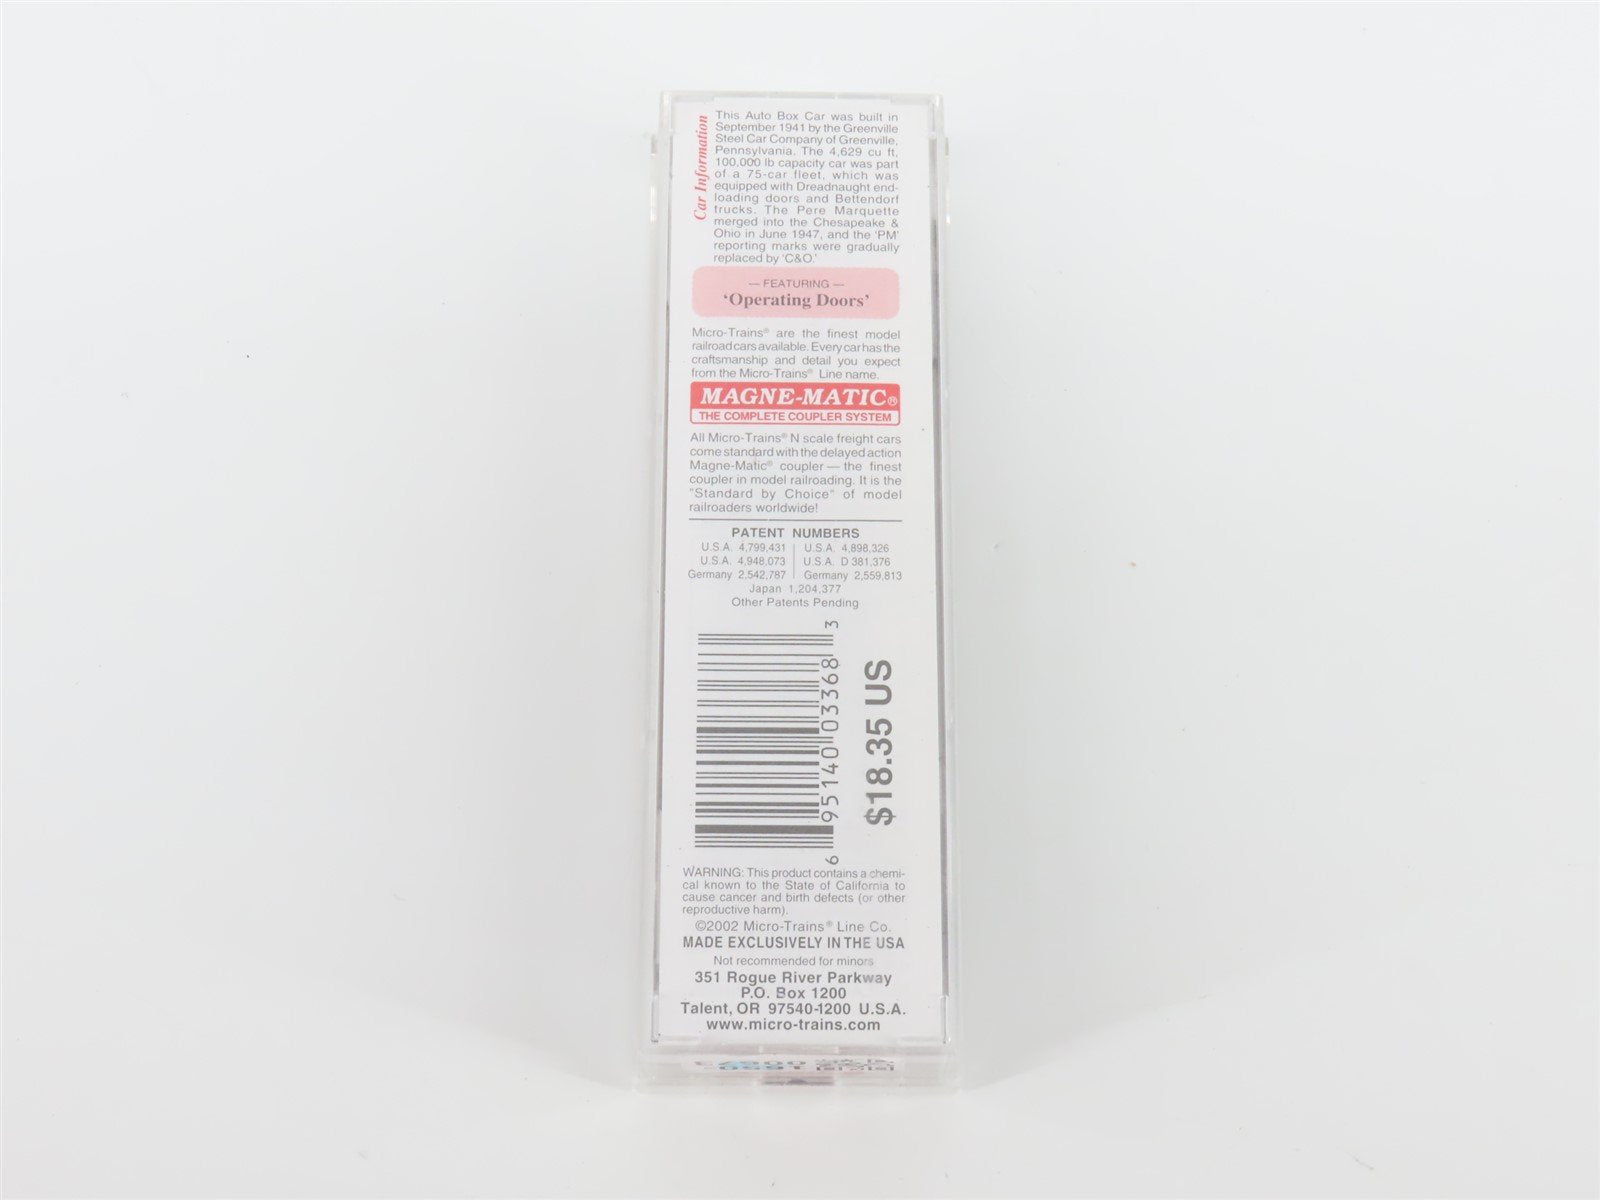 Car Information
This Auto Box Car was built in
September 1941 by the Greenville
Steel Car Company of Greenville,
Pennsylvania. The 4,629 cu ft,
100,000 lb capacity car was part
of a 75-car fleet, which was
equipped with Dreadnaught end-
loading doors and Bettendorf
trucks. The Pere Marquette
merged into the Chesapeake &
Ohio in June 1947, and the 'PM'
reporting marks were gradually
replaced by 'C&O.'
— FEATURING —
'Operating Doors'
Micro-Trains® are the finest model
railroad cars available. Every car has the
craftsmanship and detail you expect
from the Micro-Trains® Line name.
MAGNE-MATIC®
THE COMPLETE COUPLER SYSTEM
All Micro-Trains® N scale freight cars
come standard with the delayed action
Magne-Matic® coupler — the finest
coupler in model railroading. It is the
"Standard by Choice" of model
railroaders worldwide!
PATENT NUMBERS
U.S.A. 4,799,431 U.S.A. 4,898,326
U.S.A. 4,948,073 U.S.A. D 381,376
Germany 2,542,787 Germany 2,559,813
Japan 1,204,377
Other Patents Pending
6 95140 03368 3
$18.35 US
WARNING: This product contains a chemi-
cal known to the State of California to
cause cancer and birth defects (or other
reproductive harm).
©2002 Micro-Trains® Line Co.
MADE EXCLUSIVELY IN THE USA
Not recommended for minors
351 Rogue River Parkway
P.O. Box 1200
Talent, OR 97540-1200 U.S.A.
www.micro-trains.com